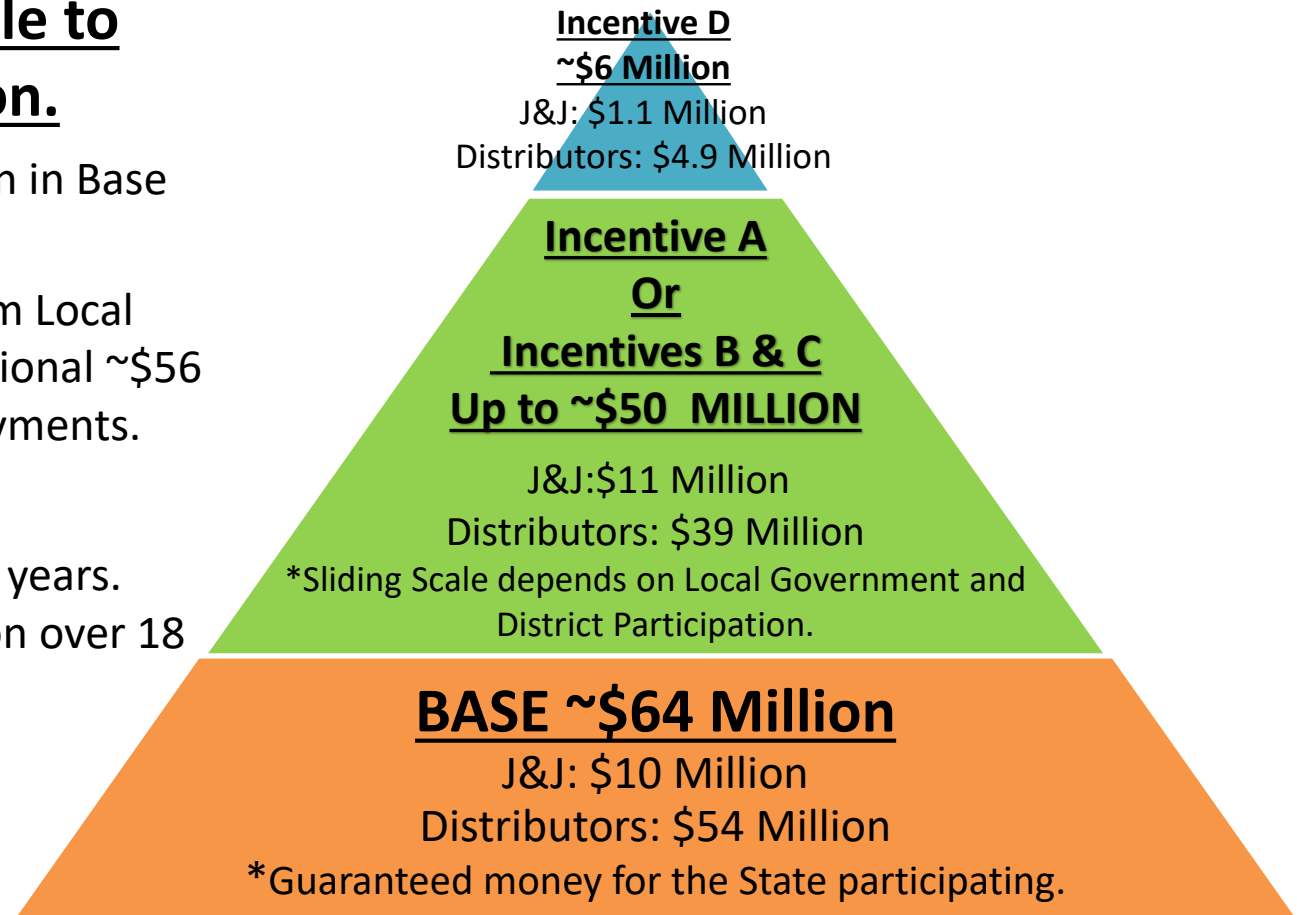 le to
on.
n in Base
m Local
ional ~$56
yments.
years.
on over 18
Incentive D
~$6 Million
J&J: $1.1 Million
Distributors: $4.9 Million
Incentive A
Or
Incentives B & C
Up to ~$50 MILLION
J&J:$11 Million
Distributors: $39 Million
*Sliding Scale depends on Local Government and
District Participation.
BASE ~$64 Million
J&J: $10 Million
Distributors: $54 Million
*Guaranteed money for the State participating.